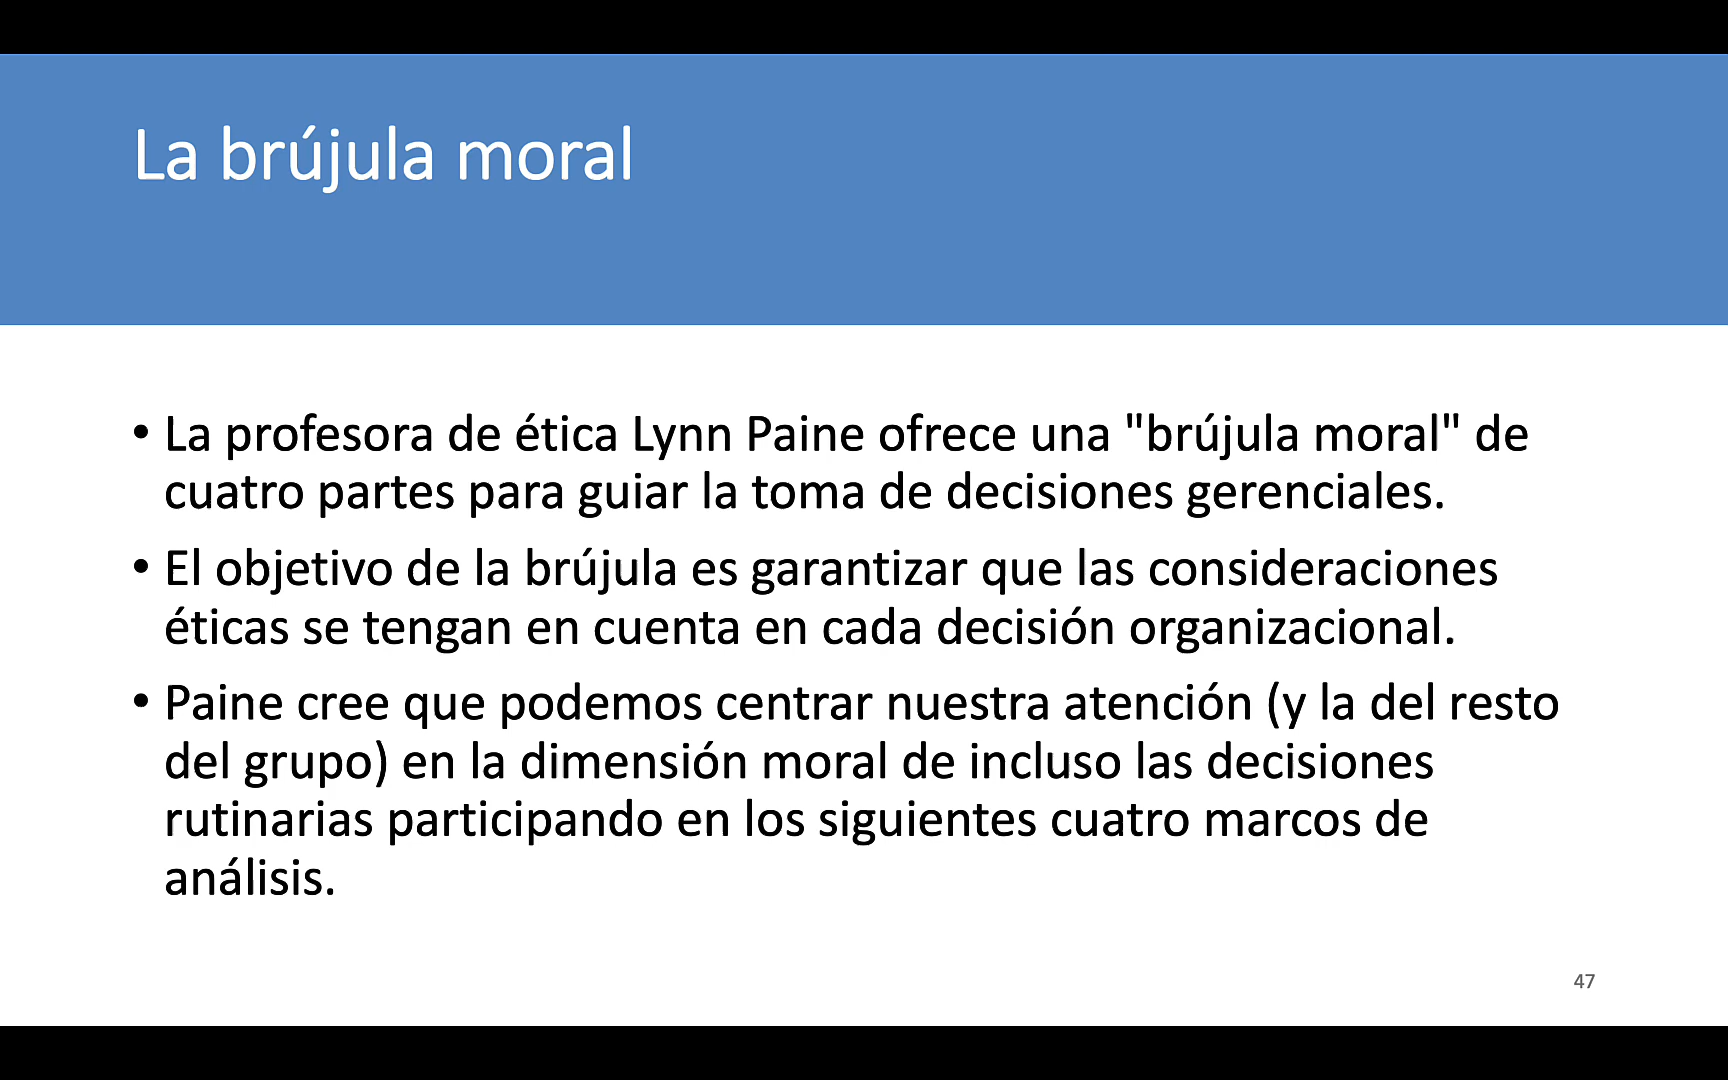 La brújula moral
• La profesora de ética Lynn Paine ofrece una "brújula moral" de
cuatro partes para guiar la toma de decisiones gerenciales.
• El objetivo de la brújula es garantizar que las consideraciones
éticas se tengan en cuenta en cada decisión organizacional.
• Paine cree que podemos centrar nuestra atención (y la del resto
del grupo) en la dimensión moral de incluso las decisiones
rutinarias participando en los siguientes cuatro marcos de
análisis.
47